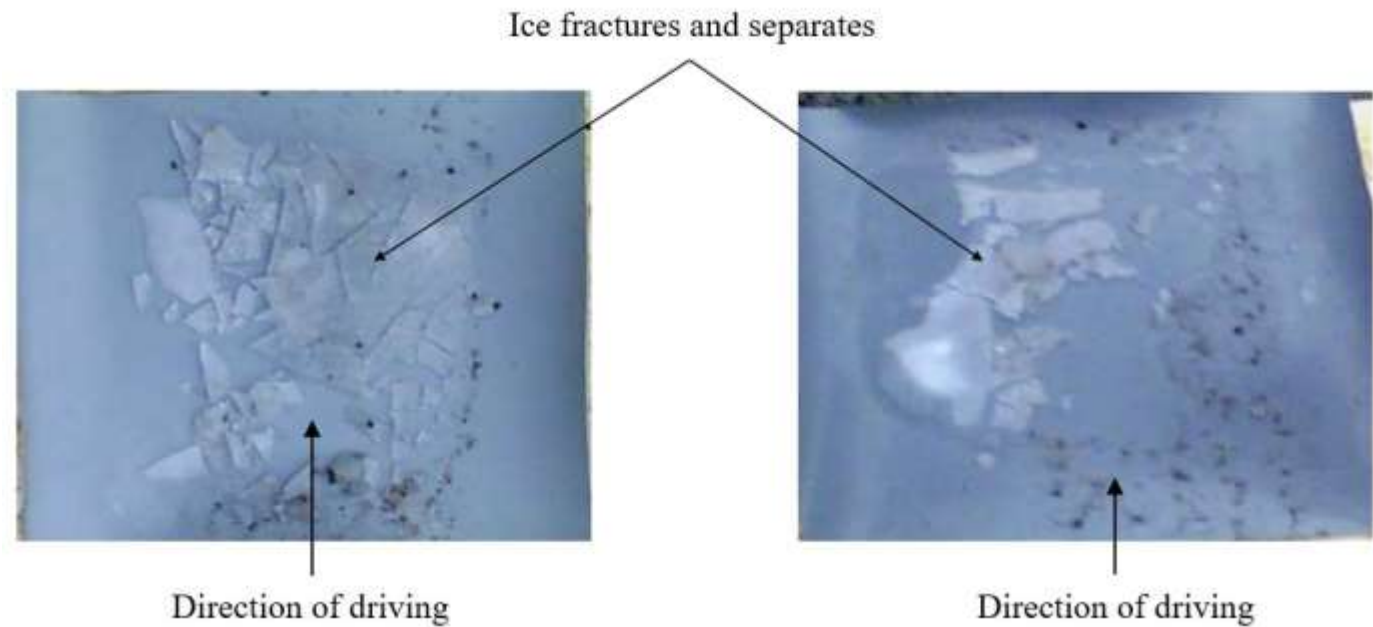 Ice fractures and separates
Direction of driving
Direction of driving